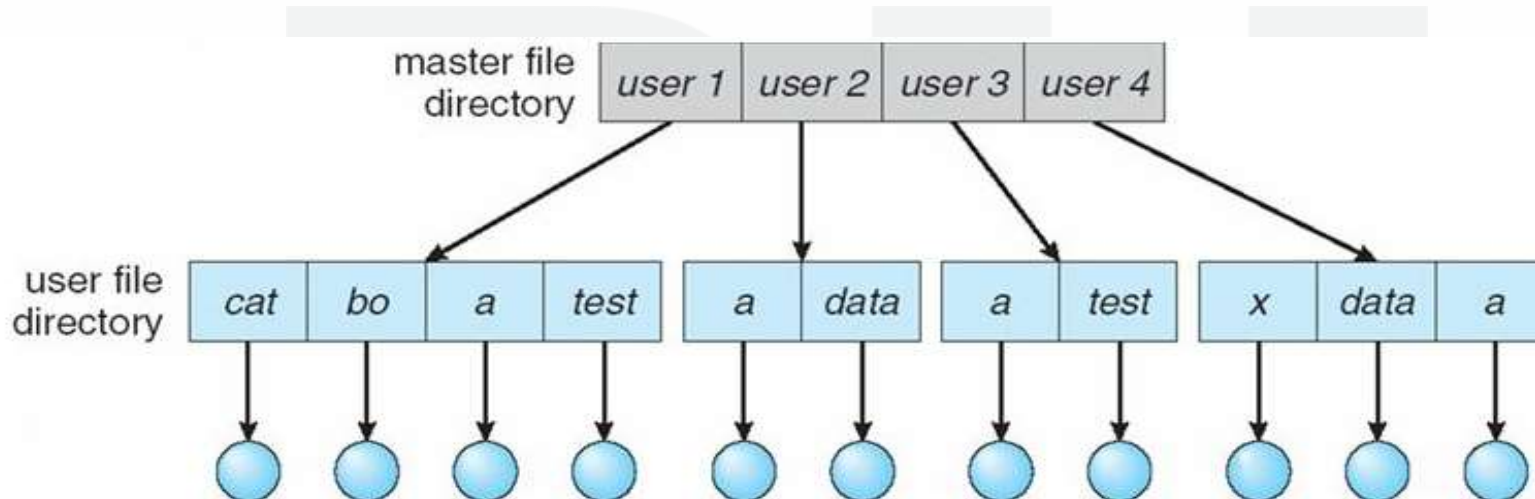 master file
directory
user 1 user 2 user 3 user 4
user file
directory
cat bo a test a data a test x data a